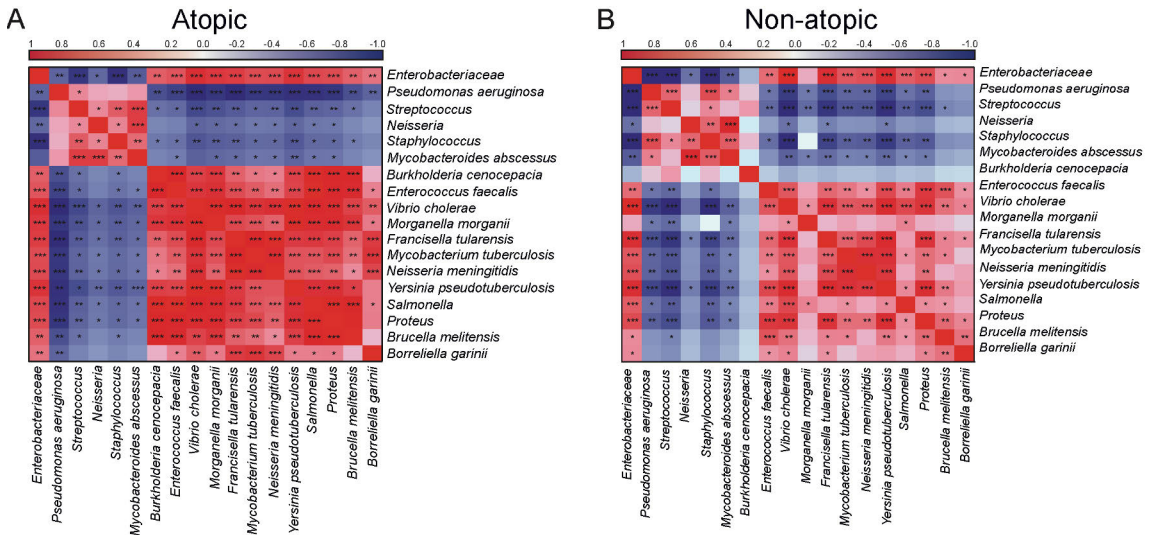 A Atopic
B Non-atopic
1 0.8 0.6 0.4 0.2 0.0 -0.2 -0.4 -0.6 -0.8 -1.0
Enterobacteriaceae
Pseudomonas aeruginosa
Streptococcus
Neisseria
Staphylococcus
Mycobacteroides abscessus
Burkholderia cenocepacia
Enterococcus faecalis
Vibrio cholerae
Morganella morganii
Francisella tularensis
Mycobacterium tuberculosis
Neisseria meningitidis
Yersinia pseudotuberculosis
Salmonella
Proteus
Brucella melitensis
Borreliella garinii
Enterobacteriaceae
Pseudomonas aeruginosa
Streptococcus
Neisseria
Staphylococcus
Mycobacteroides abscessus
Burkholderia cenocepacia
Enterococcus faecalis
Vibrio cholerae
Morganella morganii
Francisella tularensis
Mycobacterium tuberculosis
Neisseria meningitidis
Yersinia pseudotuberculosis
Salmonella
Proteus
Brucella melitensis
Borreliella garinii
1 0.8 0.6 0.4 0.2 0.0 -0.2 -0.4 -0.6 -0.8 -1.0
Enterobacteriaceae
Pseudomonas aeruginosa
Streptococcus
Neisseria
Staphylococcus
Mycobacteroides abscessus
Burkholderia cenocepacia
Enterococcus faecalis
Vibrio cholerae
Morganella morganii
Francisella tularensis
Mycobacterium tuberculosis
Neisseria meningitidis
Yersinia pseudotuberculosis
Salmonella
Proteus
Brucella melitensis
Borreliella garinii
Enterobacteriaceae
Pseudomonas aeruginosa
Streptococcus
Neisseria
Staphylococcus
Mycobacteroides abscessus
Burkholderia cenocepacia
Enterococcus faecalis
Vibrio cholerae
Morganella morganii
Francisella tularensis
Mycobacterium tuberculosis
Neisseria meningitidis
Yersinia pseudotuberculosis
Salmonella
Proteus
Brucella melitensis
Borreliella garinii